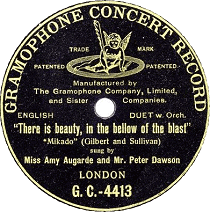 GRAMOPHONE CONCERT RECORD
TRADE MARK
PATENTED PATENTED
Manufactured by
The Gramophone Company, Limited,
and Sister Companies.
ENGLISH DUET w. Orch.
"There is beauty, in the bellow of the blast"
"Mikado" (Gilbert and Sullivan)
sung by
Miss Amy Augarde and Mr. Peter Dawson
LONDON
G. C.-4413